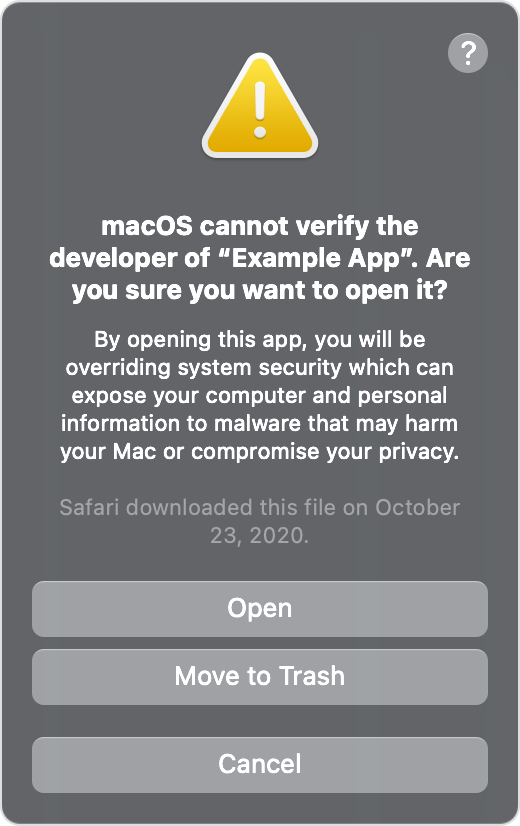 ?
macOS cannot verify the
developer of “Example App”. Are
you sure you want to open it?
By opening this app, you will be
overriding system security which can
expose your computer and personal
information to malware that may harm
your Mac or compromise your privacy.
Safari downloaded this file on October
23, 2020.
Open
Move to Trash
Cancel